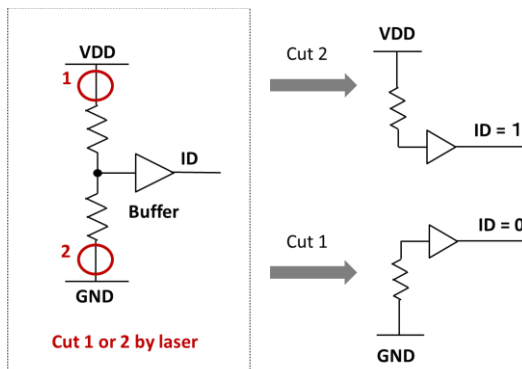 VDD
1
ID
Buffer
2
GND
Cut 1 or 2 by laser
Cut 2
VDD
ID = 1
Cut 1
ID = 0
GND